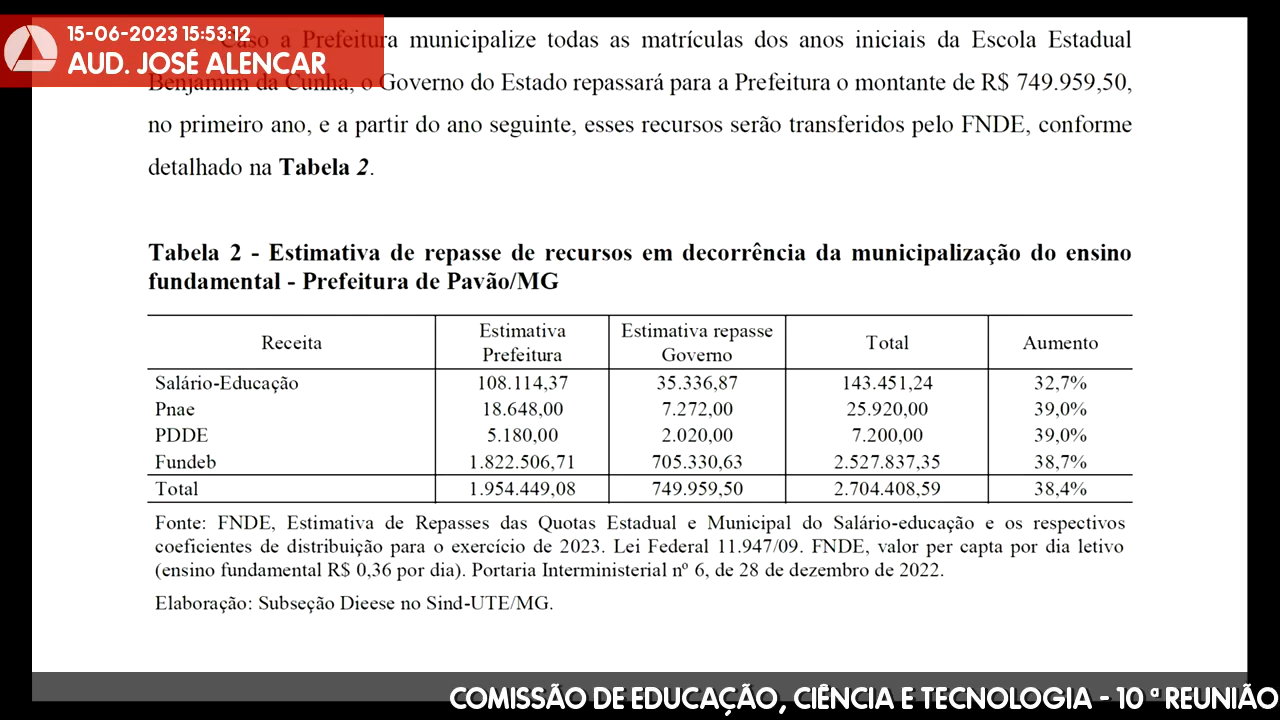 15-06-2023 15:53:12
AUD. JOSÉ ALENCAR
Caso a Prefeitura municipalize todas as matrículas dos anos iniciais da Escola Estadual
Benjamim da Cunha, o Governo do Estado repassará para a Prefeitura o montante de R$ 749.959,50,
no primeiro ano, e a partir do ano seguinte, esses recursos serão transferidos pelo FNDE, conforme
detalhado na Tabela 2.
Tabela 2 - Estimativa de repasse de recursos em decorrência da municipalização do ensino
fundamental - Prefeitura de Pavão/MG
Receita Estimativa Prefeitura Estimativa repasse Governo Total Aumento
Salário-Educação 108.114,37 35.336,87 143.451,24 32,7%
Pnae 18.648,00 7.272,00 25.920,00 39,0%
PDDE 5.180,00 2.020,00 7.200,00 39,0%
Fundeb 1.822.506,71 705.330,63 2.527.837,35 38,7%
Total 1.954.449,08 749.959,50 2.704.408,59 38,4%
Fonte: FNDE, Estimativa de Repasses das Quotas Estadual e Municipal do Salário-educação e os respectivos
coeficientes de distribuição para o exercício de 2023. Lei Federal 11.947/09. FNDE, valor per capta por dia letivo
(ensino fundamental R$ 0,36 por dia). Portaria Interministerial nº 6, de 28 de dezembro de 2022.
Elaboração: Subseção Dieese no Sind-UTE/MG.
COMISSÃO DE EDUCAÇÃO, CIÊNCIA E TECNOLOGIA - 10 ª REUNIÃO